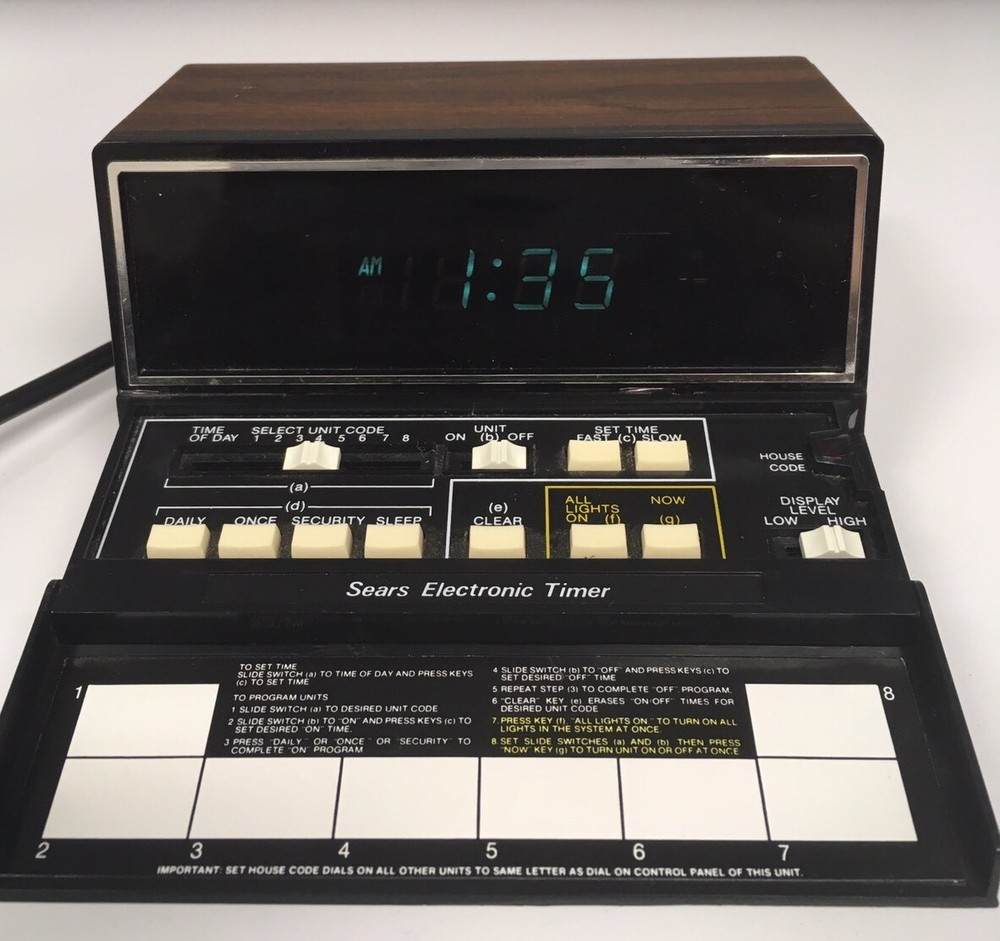 AM 1:35
TIME OF DAY
SELECT UNIT CODE
1 2 3 4 5 6 7 8
(a)
UNIT
ON (b) OFF
SET TIME
FAST (c) SLOW
HOUSE
CODE
(d)
DAILY ONCE SECURITY SLEEP
(e)
CLEAR
ALL
LIGHTS
ON (f)
NOW
(g)
DISPLAY
LEVEL
LOW HIGH
Sears Electronic Timer
TO SET TIME
SLIDE SWITCH (a) TO TIME OF DAY AND PRESS KEYS
(c) TO SET TIME
TO PROGRAM UNITS
1 SLIDE SWITCH (a) TO DESIRED UNIT CODE
2 SLIDE SWITCH (b) TO "ON" AND PRESS KEYS (c) TO
SET DESIRED "ON" TIME.
3 PRESS "DAILY" OR "ONCE" OR "SECURITY" TO
COMPLETE "ON" PROGRAM
4 SLIDE SWITCH (b) TO "OFF" AND PRESS KEYS (c) TO
SET DESIRED "OFF" TIME
5 REPEAT STEP (3) TO COMPLETE "OFF" PROGRAM.
6 "CLEAR" KEY (e) ERASES "ON/OFF" TIMES FOR
DESIRED UNIT CODE
7. PRESS KEY (f) "ALL LIGHTS ON" TO TURN ON ALL
LIGHTS IN THE SYSTEM AT ONCE.
8. SET SLIDE SWITCHES (a) AND (b) THEN PRESS
"NOW" KEY (g) TO TURN UNIT ON OR OFF AT ONCE
1
8
2 3 4 5 6 7
IMPORTANT: SET HOUSE CODE DIALS ON ALL OTHER UNITS TO SAME LETTER AS DIAL ON CONTROL PANEL OF THIS UNIT.